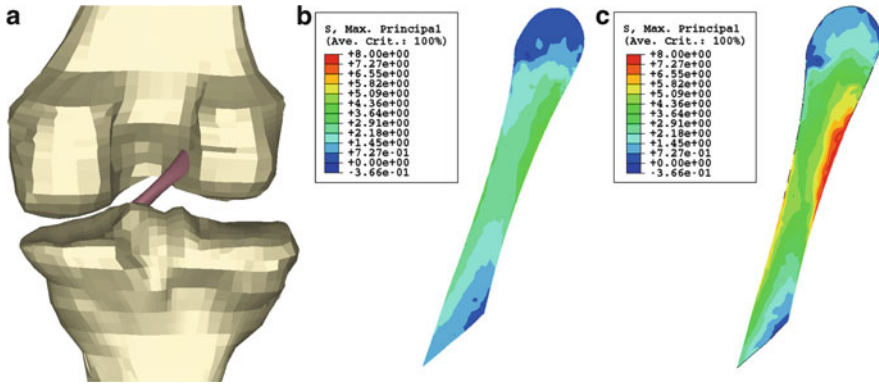 a
b
S, Max. Principal
(Ave. Crit.: 100%)
+8.00e+00
+7.27e+00
+6.55e+00
+5.82e+00
+5.09e+00
+4.36e+00
+3.64e+00
+2.91e+00
+2.18e+00
+1.45e+00
+7.27e-01
+0.00e+00
-3.66e-01
c
S, Max. Principal
(Ave. Crit.: 100%)
+8.00e+00
+7.27e+00
+6.55e+00
+5.82e+00
+5.09e+00
+4.36e+00
+3.64e+00
+2.91e+00
+2.18e+00
+1.45e+00
+7.27e-01
+0.00e+00
-3.66e-01